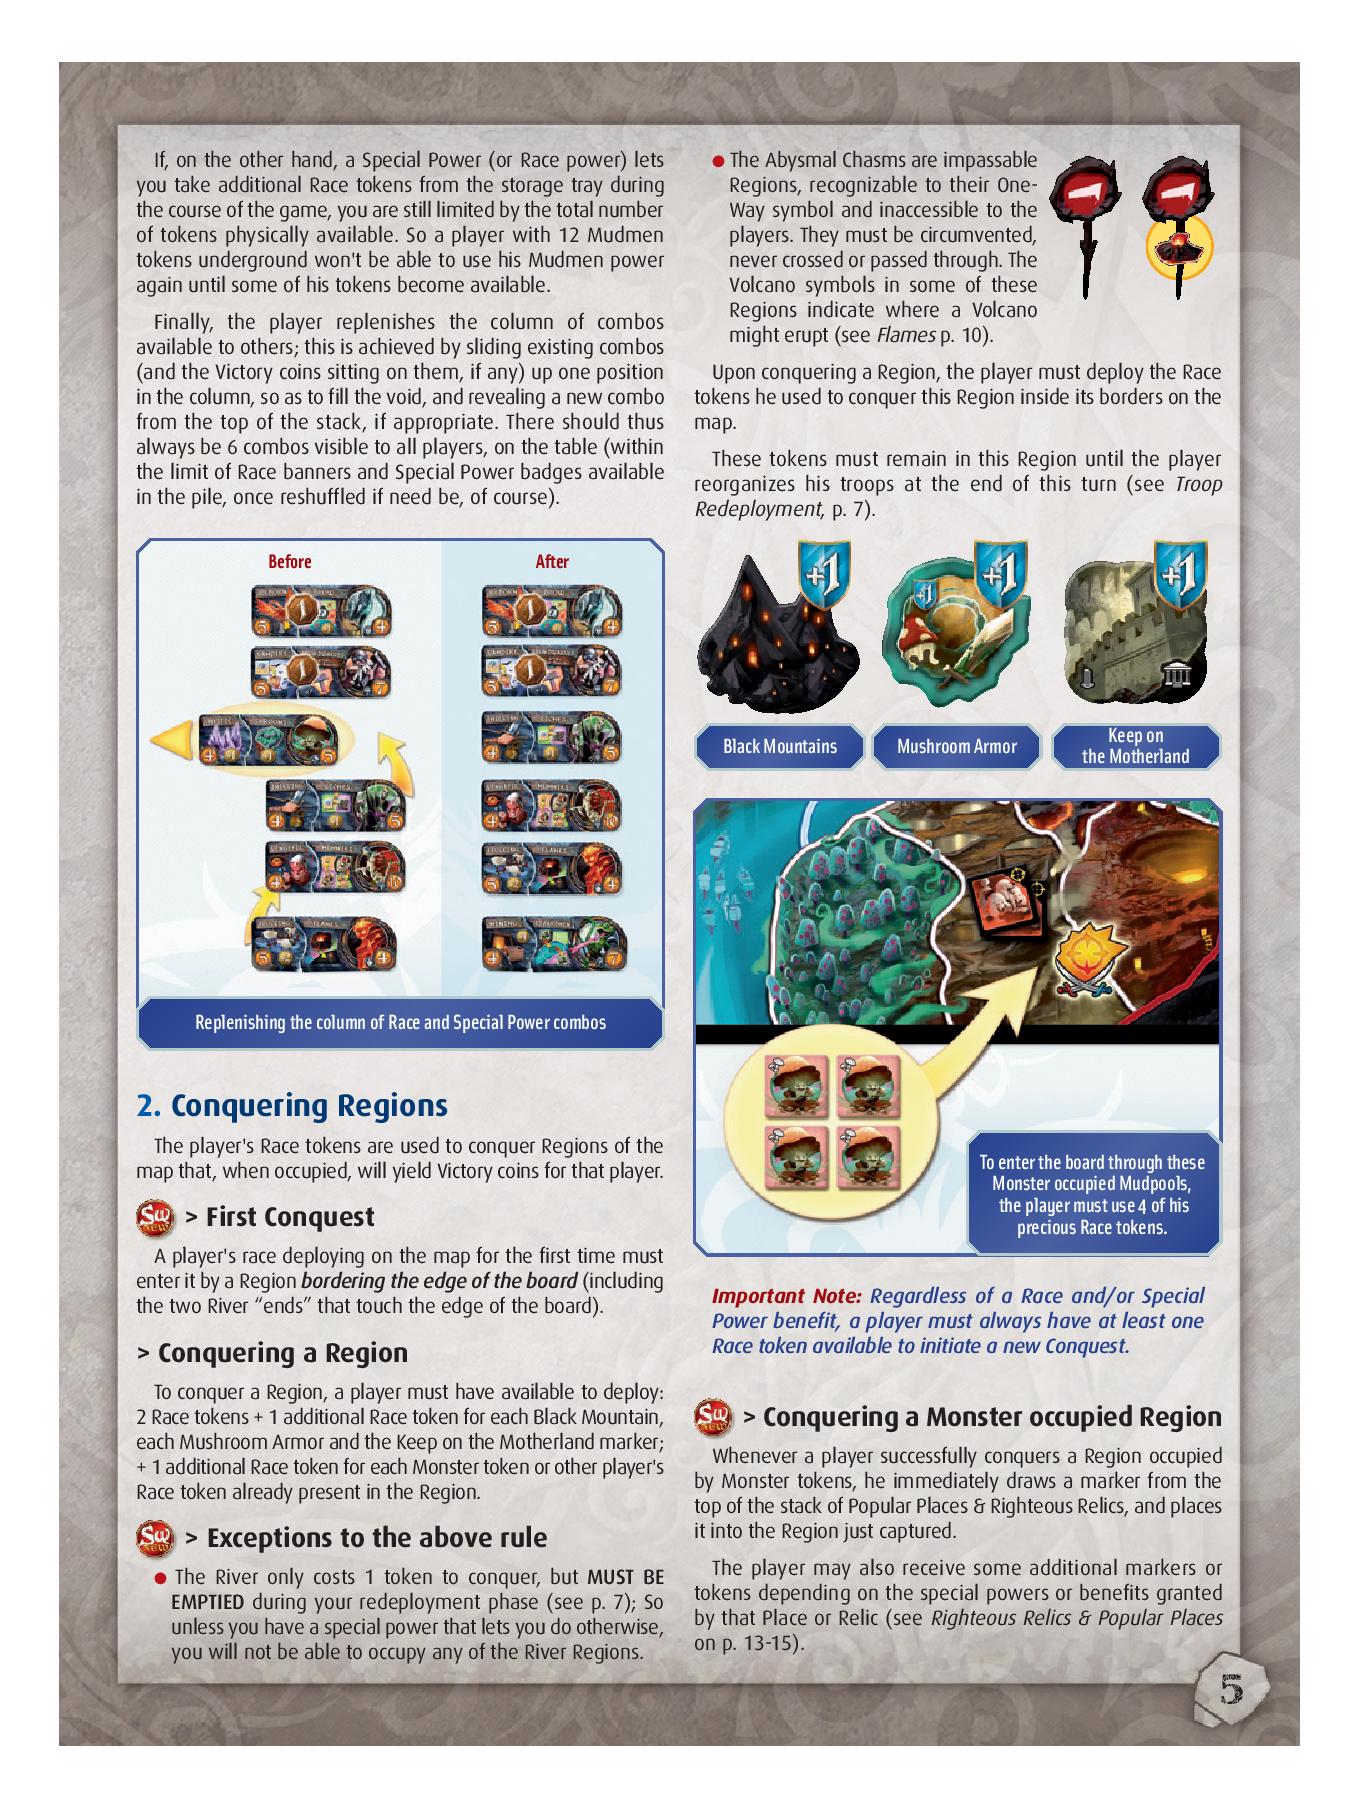 If, on the other hand, a Special Power (or Race power) lets
you take additional Race tokens from the storage tray during
the course of the game, you are still limited by the total number
of tokens physically available. So a player with 12 Mudmen
tokens underground won't be able to use his Mudmen power
again until some of his tokens become available.
Finally, the player replenishes the column of combos
available to others; this is achieved by sliding existing combos
(and the Victory coins sitting on them, if any) up one position
in the column, so as to fill the void, and revealing a new combo
from the top of the stack, if appropriate. There should thus
always be 6 combos visible to all players, on the table (within
the limit of Race banners and Special Power badges available
in the pile, once reshuffled if need be, of course).
Before
After
Replenishing the column of Race and Special Power combos
2. Conquering Regions
The player's Race tokens are used to conquer Regions of the
map that, when occupied, will yield Victory coins for that player.
SW NEW > First Conquest
A player's race deploying on the map for the first time must
enter it by a Region bordering the edge of the board (including
the two River “ends” that touch the edge of the board).
> Conquering a Region
To conquer a Region, a player must have available to deploy:
2 Race tokens + 1 additional Race token for each Black Mountain,
each Mushroom Armor and the Keep on the Motherland marker;
+ 1 additional Race token for each Monster token or other player's
Race token already present in the Region.
SW NEW > Exceptions to the above rule
● The River only costs 1 token to conquer, but MUST BE
EMPTIED during your redeployment phase (see p. 7); So
unless you have a special power that lets you do otherwise,
you will not be able to occupy any of the River Regions.
● The Abysmal Chasms are impassable
Regions, recognizable to their One-
Way symbol and inaccessible to the
players. They must be circumvented,
never crossed or passed through. The
Volcano symbols in some of these
Regions indicate where a Volcano
might erupt (see Flames p. 10).
Upon conquering a Region, the player must deploy the Race
tokens he used to conquer this Region inside its borders on the
map.
These tokens must remain in this Region until the player
reorganizes his troops at the end of this turn (see Troop
Redeployment, p. 7).
+1
+1
+1
+1
Black Mountains
Mushroom Armor
Keep on
the Motherland
To enter the board through these
Monster occupied Mudpools,
the player must use 4 of his
precious Race tokens.
Important Note: Regardless of a Race and/or Special
Power benefit, a player must always have at least one
Race token available to initiate a new Conquest.
SW NEW > Conquering a Monster occupied Region
Whenever a player successfully conquers a Region occupied
by Monster tokens, he immediately draws a marker from the
top of the stack of Popular Places & Righteous Relics, and places
it into the Region just captured.
The player may also receive some additional markers or
tokens depending on the special powers or benefits granted
by that Place or Relic (see Righteous Relics & Popular Places
on p. 13-15).
5